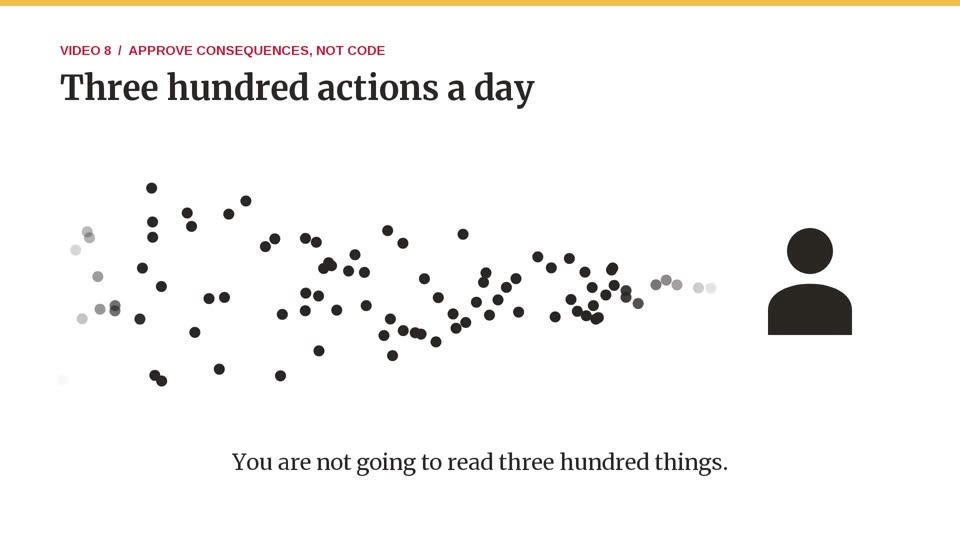 VIDEO 8 / APPROVE CONSEQUENCES, NOT CODE
Three hundred actions a day
You are not going to read three hundred things.